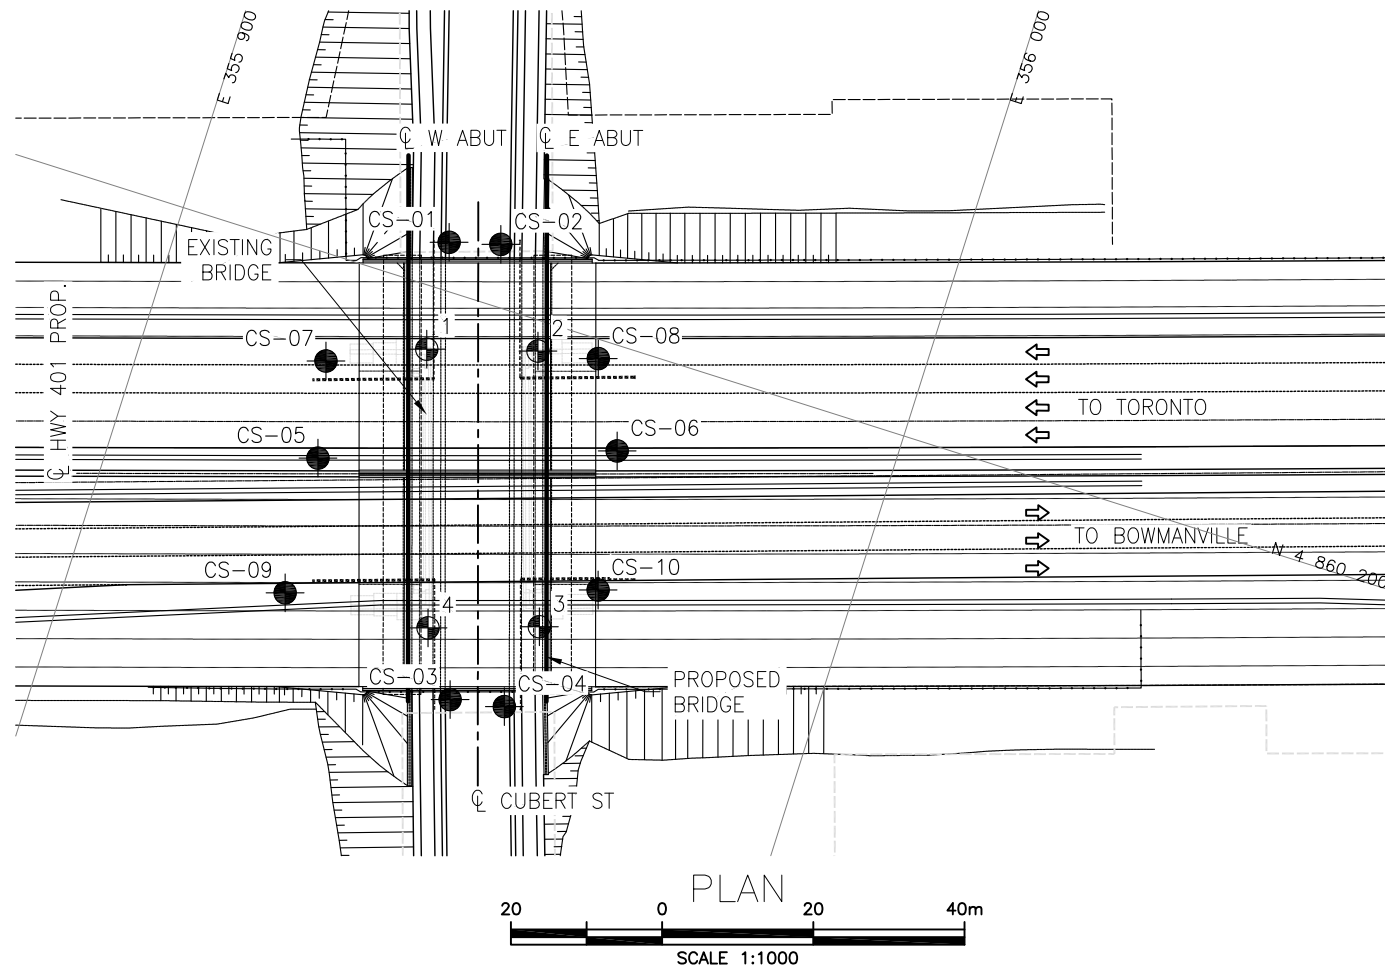 E 355 900
E 356 000
℄ W ABUT
℄ E ABUT
CS-01
CS-02
EXISTING
BRIDGE
℄ HWY 401 PROP.
CS-07
1
2
CS-08
TO TORONTO
CS-05
CS-06
TO BOWMANVILLE
N 4 860 200
CS-09
CS-10
4
3
CS-03
CS-04
PROPOSED
BRIDGE
℄ CUBERT ST
PLAN
20 0 20 40m
SCALE 1:1000